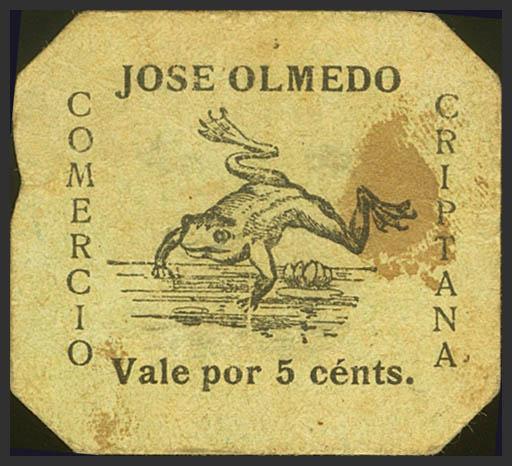 JOSE OLMEDO
COMERCIO
CRIPTANA
Vale por 5 cénts.